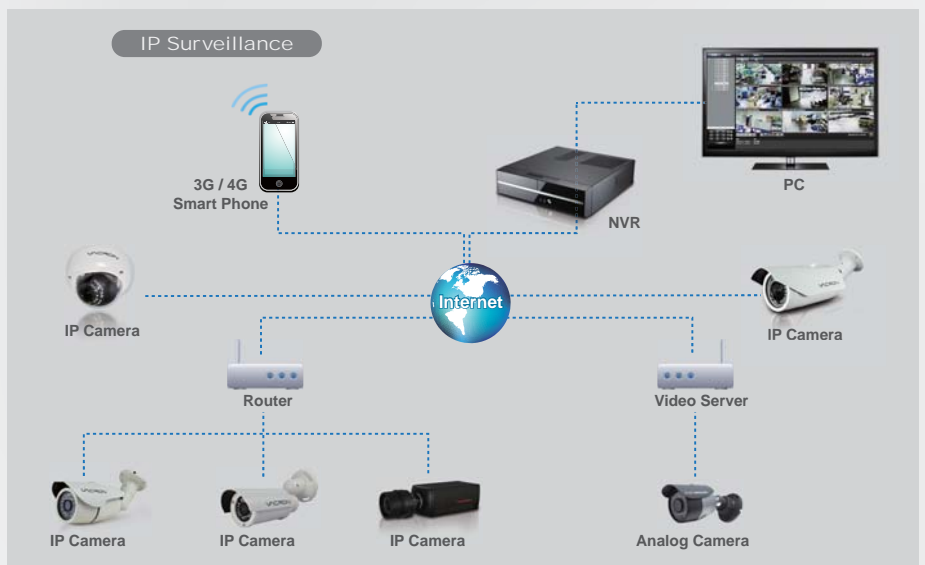 IP Surveillance
3G / 4G
Smart Phone
NVR
PC
IP Camera
Internet
IP Camera
Router
Video Server
IP Camera
IP Camera
IP Camera
Analog Camera